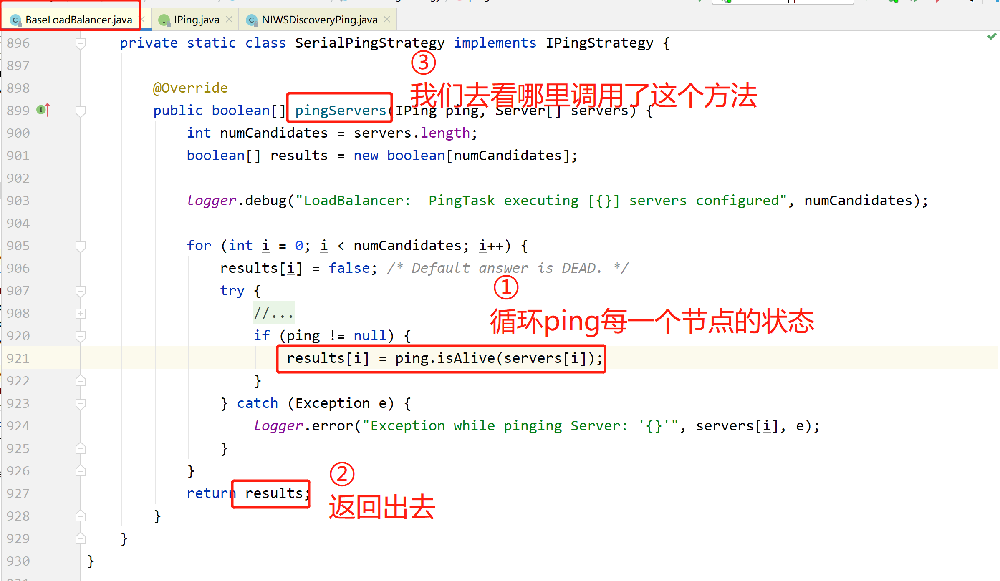 BaseLoadBalancer.java IPing.java NIWSDiscoveryPing.java
896 private static class SerialPingStrategy implements IPingStrategy {
897 ③
898 @Override 我们去看哪里调用了这个方法
899 public boolean[] pingServers(IPing ping, Server[] servers) {
900 int numCandidates = servers.length;
901 boolean[] results = new boolean[numCandidates];
902
903 logger.debug("LoadBalancer:  PingTask executing [{}] servers configured", numCandidates);
904
905 for (int i = 0; i < numCandidates; i++) {
906 results[i] = false; /* Default answer is DEAD. */
907 try { ①
908 //... 循环ping每一个节点的状态
920 if (ping != null) {
921 results[i] = ping.isAlive(servers[i]);
922 }
923 } catch (Exception e) {
924 logger.error("Exception while pinging Server: '{}'", servers[i], e);
925 }
926 } ②
927 return results; 返回出去
928 }
929 }
930 }